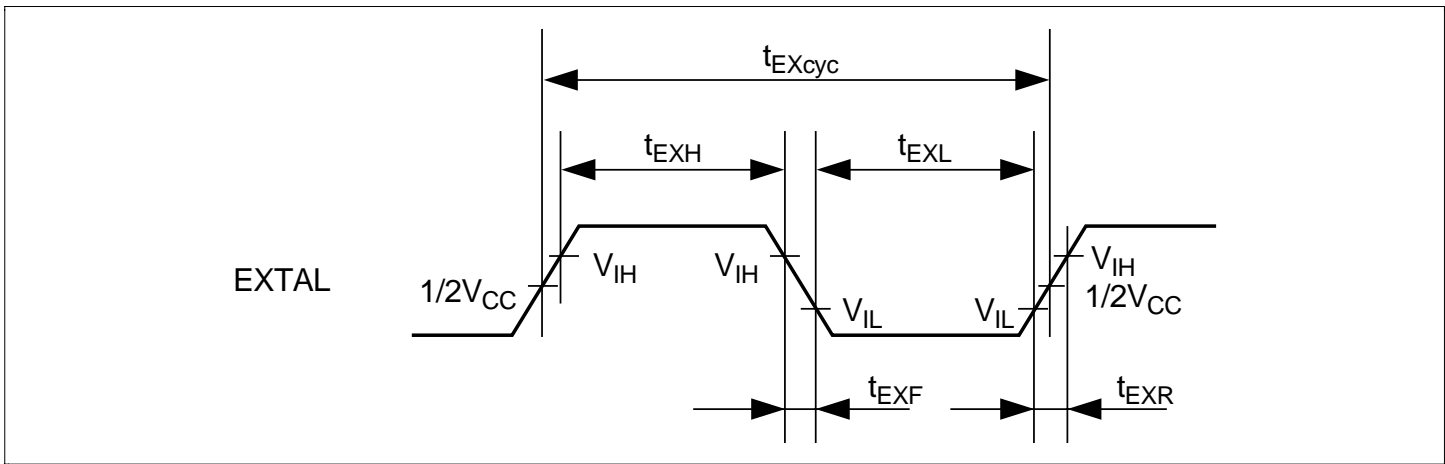 tEXcyc
tEXH
tEXL
EXTAL
1/2VCC
VIH
VIH
VIL
VIL
VIH
1/2VCC
tEXF
tEXR